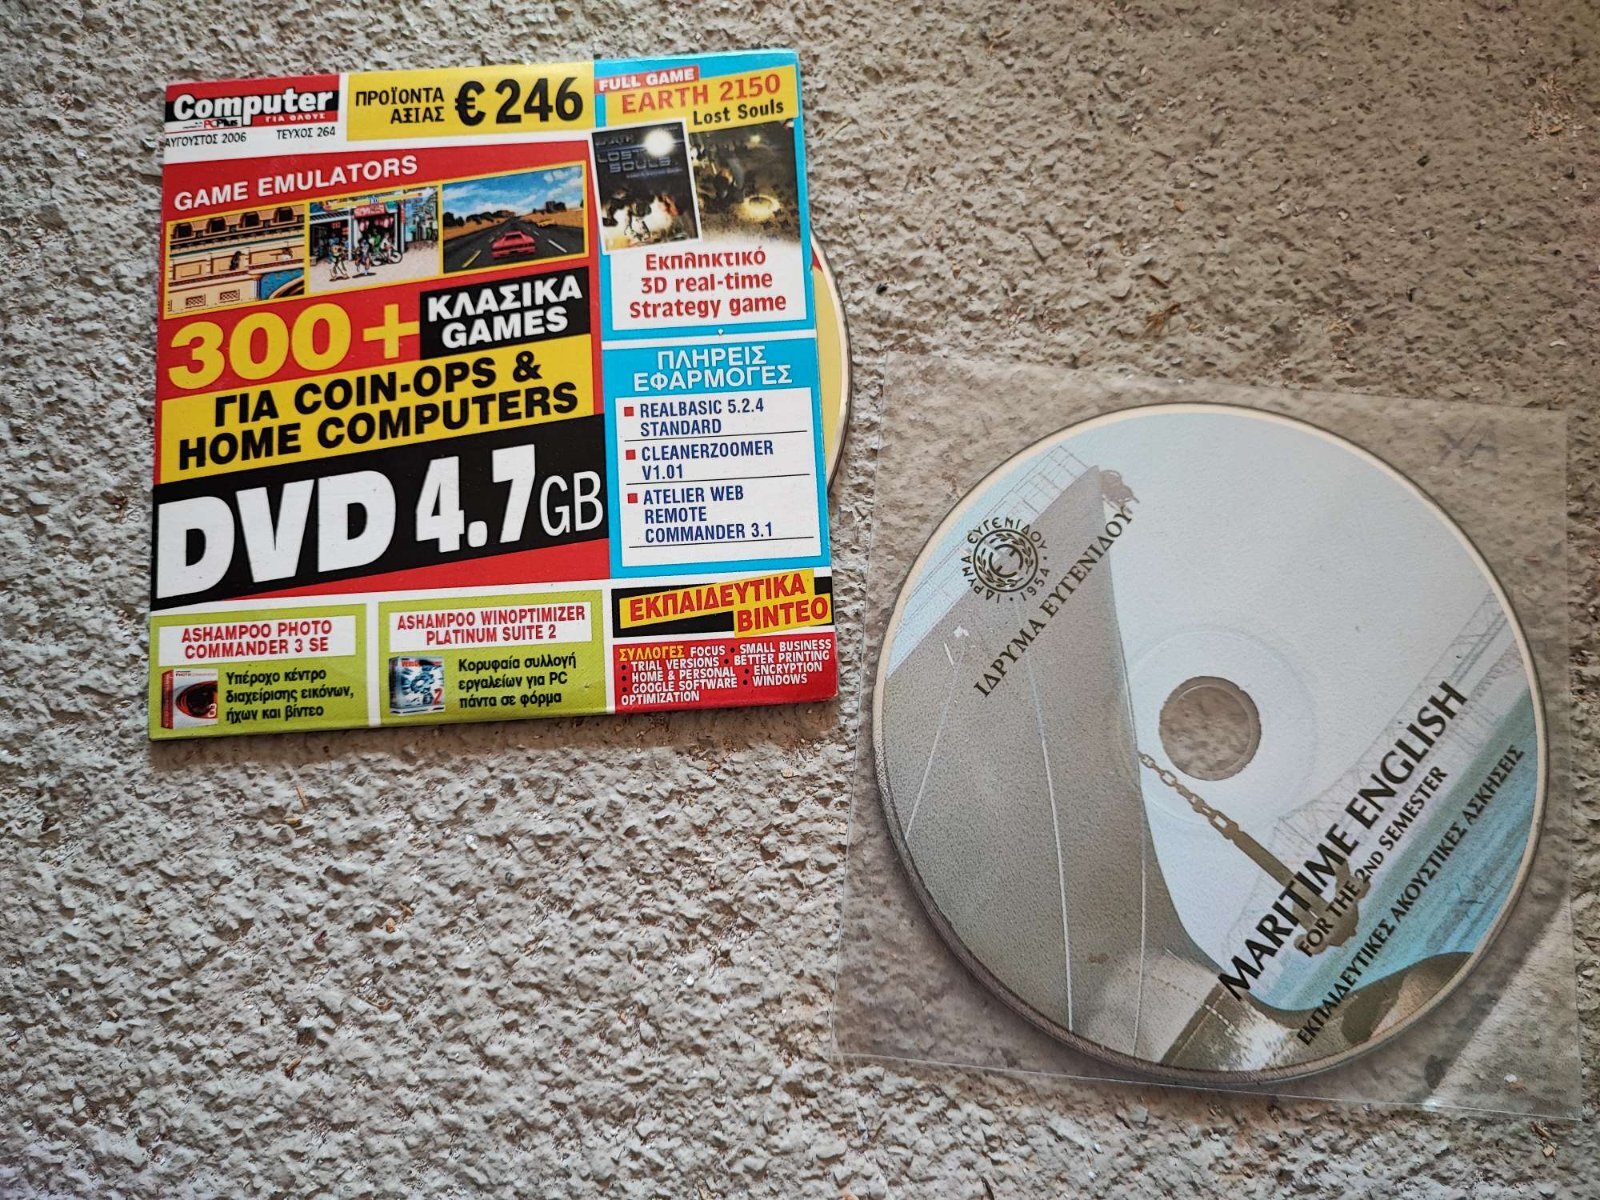 Computer
ΓΙΑ ΟΛΟΥΣ
PCPlus
ΑΥΓΟΥΣΤΟΣ 2006 ΤΕΥΧΟΣ 264
ΠΡΟΪΟΝΤΑ
ΑΞΙΑΣ
€ 246
GAME EMULATORS
300+
ΚΛΑΣΙΚΑ
GAMES
ΓΙΑ COIN-OPS &
HOME COMPUTERS
DVD 4.7GB
FULL GAME
EARTH 2150
Lost Souls
LOST
SOULS
Εκπληκτικό
3D real-time
Strategy game
ΠΛΗΡΕΙΣ
ΕΦΑΡΜΟΓΕΣ
REALBASIC 5.2.4
STANDARD
CLEANERZOOMER
V1.01
ATELIER WEB
REMOTE
COMMANDER 3.1
ASHAMPOO PHOTO
COMMANDER 3 SE
Υπέροχο κέντρο
διαχείρισης εικόνων,
ήχων και βίντεο
ASHAMPOO WINOPTIMIZER
PLATINUM SUITE 2
Κορυφαία συλλογή
εργαλείων για PC
πάντα σε φόρμα
ΕΚΠΑΙΔΕΥΤΙΚΑ
ΒΙΝΤΕΟ
ΣΥΛΛΟΓΕΣ FOCUS • SMALL BUSINESS
• TRIAL VERSIONS • BETTER PRINTING
• HOME & PERSONAL • ENCRYPTION
• GOOGLE SOFTWARE • WINDOWS
OPTIMIZATION
ΙΔΡΥΜΑ ΕΥΓΕΝΙΔΟΥ
1954
ΙΔΡΥΜΑ ΕΥΓΕΝΙΔΟΥ
MARITIME ENGLISH
FOR THE 2ND SEMESTER
ΕΚΠΑΙΔΕΥΤΙΚΕΣ ΑΚΟΥΣΤΙΚΕΣ ΑΣΚΗΣΕΙΣ